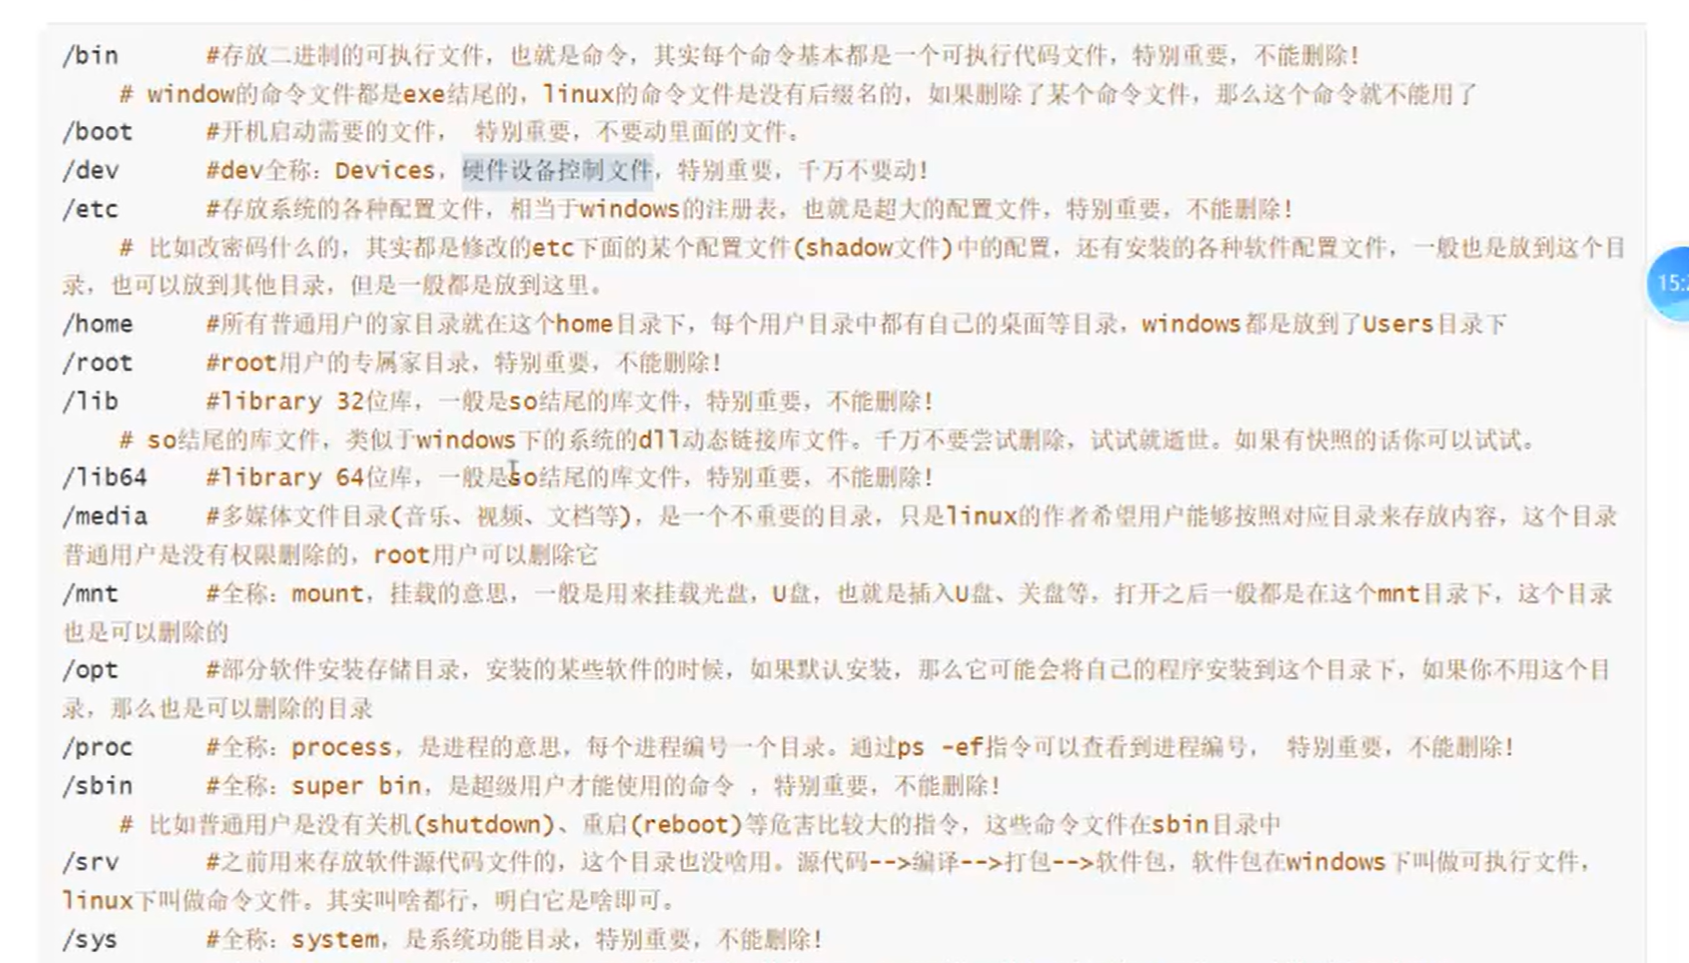 /bin #存放二进制的可执行文件，也就是命令，其实每个命令基本都是一个可执行代码文件，特别重要，不能删除！
# window的命令文件都是exe结尾的，linux的命令文件是没有后缀名的，如果删除了某个命令文件，那么这个命令就不能用了
/boot #开机启动需要的文件， 特别重要，不要动里面的文件。
/dev #dev全称：Devices，硬件设备控制文件，特别重要，千万不要动！
/etc #存放系统的各种配置文件，相当于windows的注册表，也就是超大的配置文件，特别重要，不能删除！
# 比如改密码什么的，其实都是修改的etc下面的某个配置文件(shadow文件)中的配置，还有安装的各种软件配置文件，一般也是放到这个目
录，也可以放到其他目录，但是一般都是放到这里。
/home #所有普通用户的家目录就在这个home目录下，每个用户目录中都有自己的桌面等目录，windows都是放到了Users目录下
/root #root用户的专属家目录，特别重要，不能删除！
/lib #library 32位库，一般是so结尾的库文件，特别重要，不能删除！
# so结尾的库文件，类似于windows下的系统的dll动态链接库文件。千万不要尝试删除，试试就逝世。如果有快照的话你可以试试。
/lib64 #library 64位库，一般是so结尾的库文件，特别重要，不能删除！
/media #多媒体文件目录(音乐、视频、文档等)，是一个不重要的目录，只是linux的作者希望用户能够按照对应目录来存放内容，这个目录
普通用户是没有权限删除的，root用户可以删除它
/mnt #全称：mount，挂载的意思，一般是用来挂载光盘，U盘，也就是插入U盘、关盘等，打开之后一般都是在这个mnt目录下，这个目录
也是可以删除的
/opt #部分软件安装存储目录，安装的某些软件的时候，如果默认安装，那么它可能会将自己的程序安装到这个目录下，如果你不用这个目
录，那么也是可以删除的目录
/proc #全称：process，是进程的意思，每个进程编号一个目录。通过ps -ef指令可以查看到进程编号， 特别重要，不能删除！
/sbin #全称：super bin，是超级用户才能使用的命令 ，特别重要，不能删除！
# 比如普通用户是没有关机(shutdown)、重启(reboot)等危害比较大的指令，这些命令文件在sbin目录中
/srv #之前用来存放软件源代码文件的，这个目录也没啥用。源代码-->编译-->打包-->软件包，软件包在windows下叫做可执行文件，
linux下叫做命令文件。其实叫啥都行，明白它是啥即可。
/sys #全称：system，是系统功能目录，特别重要，不能删除！